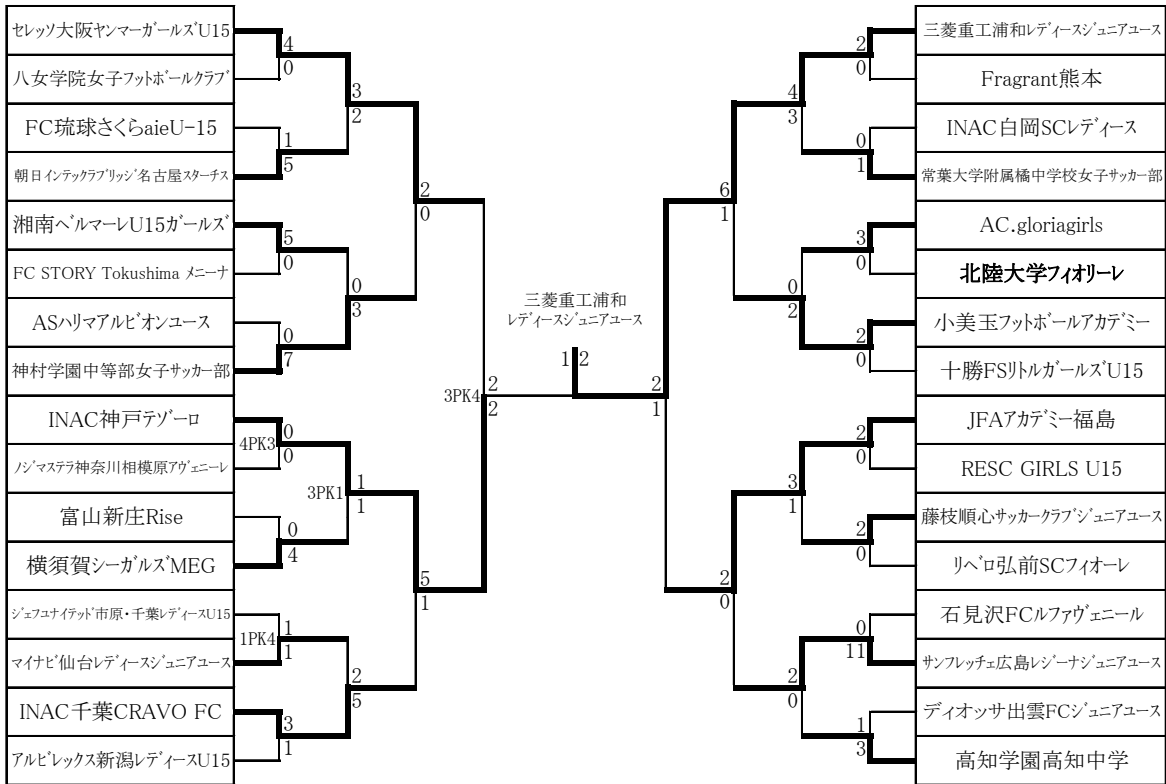 セレッソ大阪ヤンマーガールズU15
八女学院女子フットボールクラブ
FC琉球さくらaieU-15
朝日インテックラブリッジ名古屋スターチス
湘南ベルマーレU15ガールズ
FC STORY Tokushima メニーナ
ASハリマアルビオンユース
神村学園中等部女子サッカー部
INAC神戸テゾーロ
ノジマステラ神奈川相模原アヴェニーレ
富山新庄Rise
横須賀シーガルズMEG
ジェフユナイテッド市原・千葉レディースU15
マイナビ仙台レディースジュニアユース
INAC千葉CRAVO FC
アルビレックス新潟レディースU15
4
0
1
5
5
0
0
7
4PK3
0
0
0
4
1PK4
1
1
3
1
3
2
0
3
3PK1
1
1
2
5
2
0
5
1
3PK4
2
2
三菱重工浦和
レディースジュニアユース
1 2
2
1
6
1
2
0
4
3
0
2
3
1
2
0
2
0
0
1
3
0
2
0
2
0
2
0
0
11
1
3
三菱重工浦和レディースジュニアユース
Fragrant熊本
INAC白岡SCレディース
常葉大学附属橘中学校女子サッカー部
AC.gloriagirls
北陸大学フィオリーレ
小美玉フットボールアカデミー
十勝FSリトルガールズU15
JFAアカデミー福島
RESC GIRLS U15
藤枝順心サッカークラブジュニアユース
リベロ弘前SCフィオーレ
石見沢FCルファヴェニール
サンフレッチェ広島レジーナジュニアユース
ディオッサ出雲FCジュニアユース
高知学園高知中学